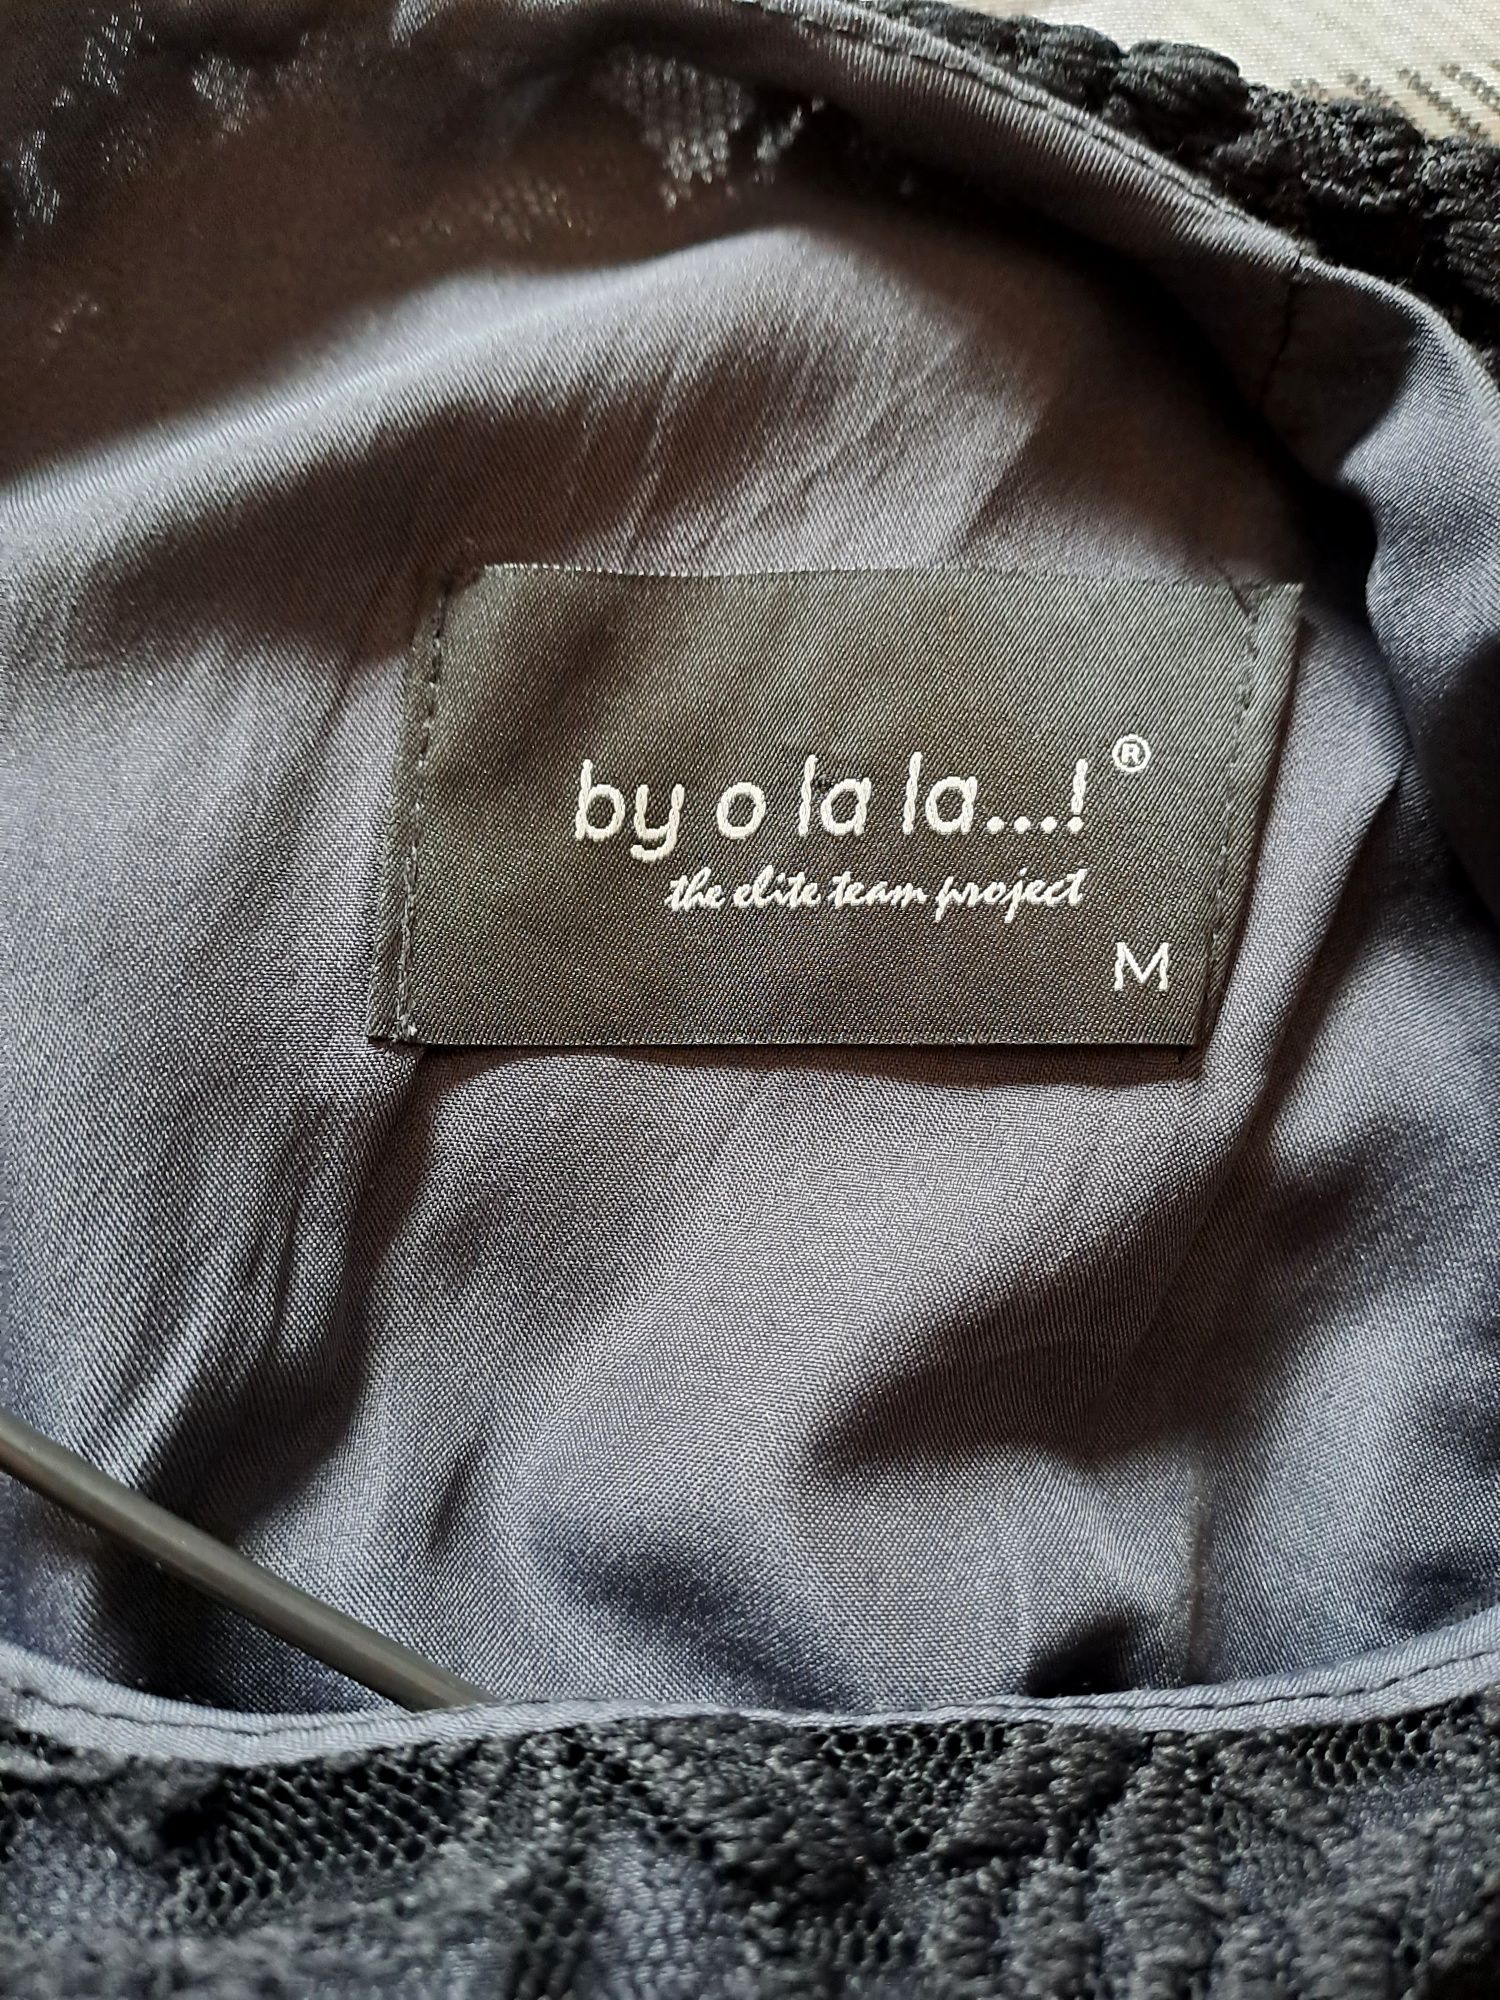 by o la la...!®
the elite team project
M